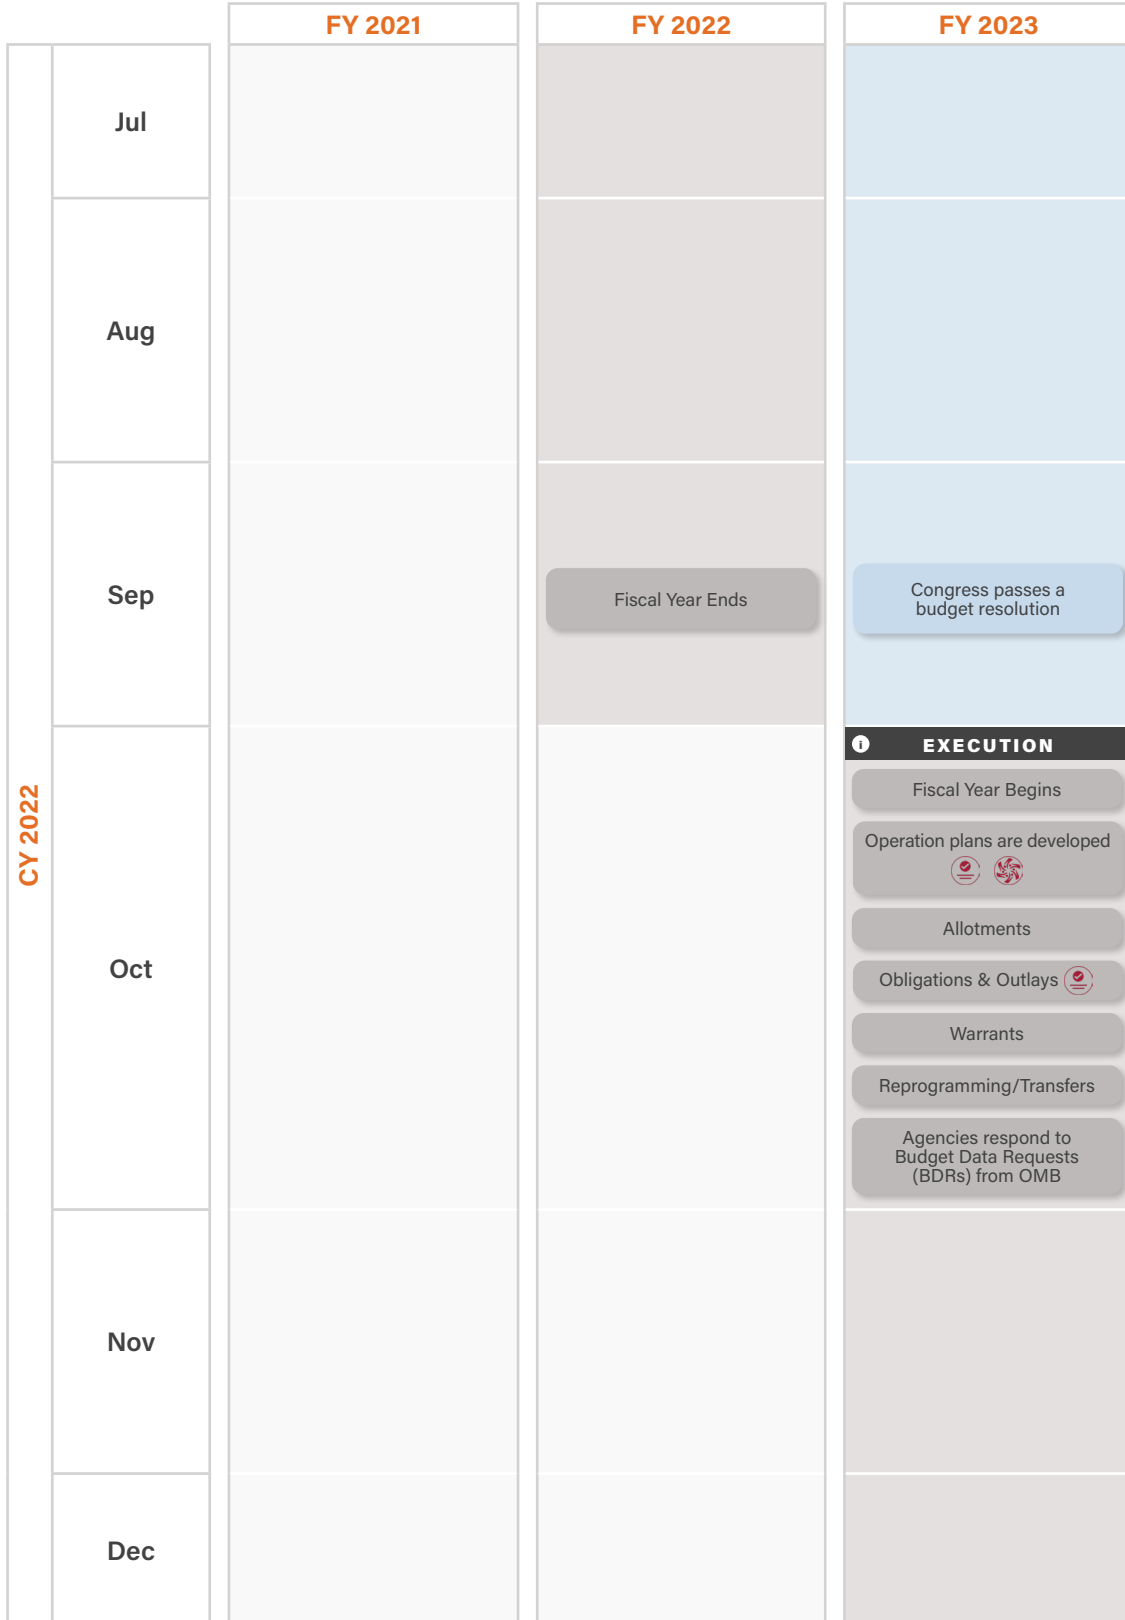 FY 2021
FY 2022
FY 2023
CY 2022
Jul
Aug
Sep
Fiscal Year Ends
Congress passes a
budget resolution
Oct
i
EXECUTION
Fiscal Year Begins
Operation plans are developed
Allotments
Obligations & Outlays
Warrants
Reprogramming/Transfers
Agencies respond to
Budget Data Requests
(BDRs) from OMB
Nov
Dec